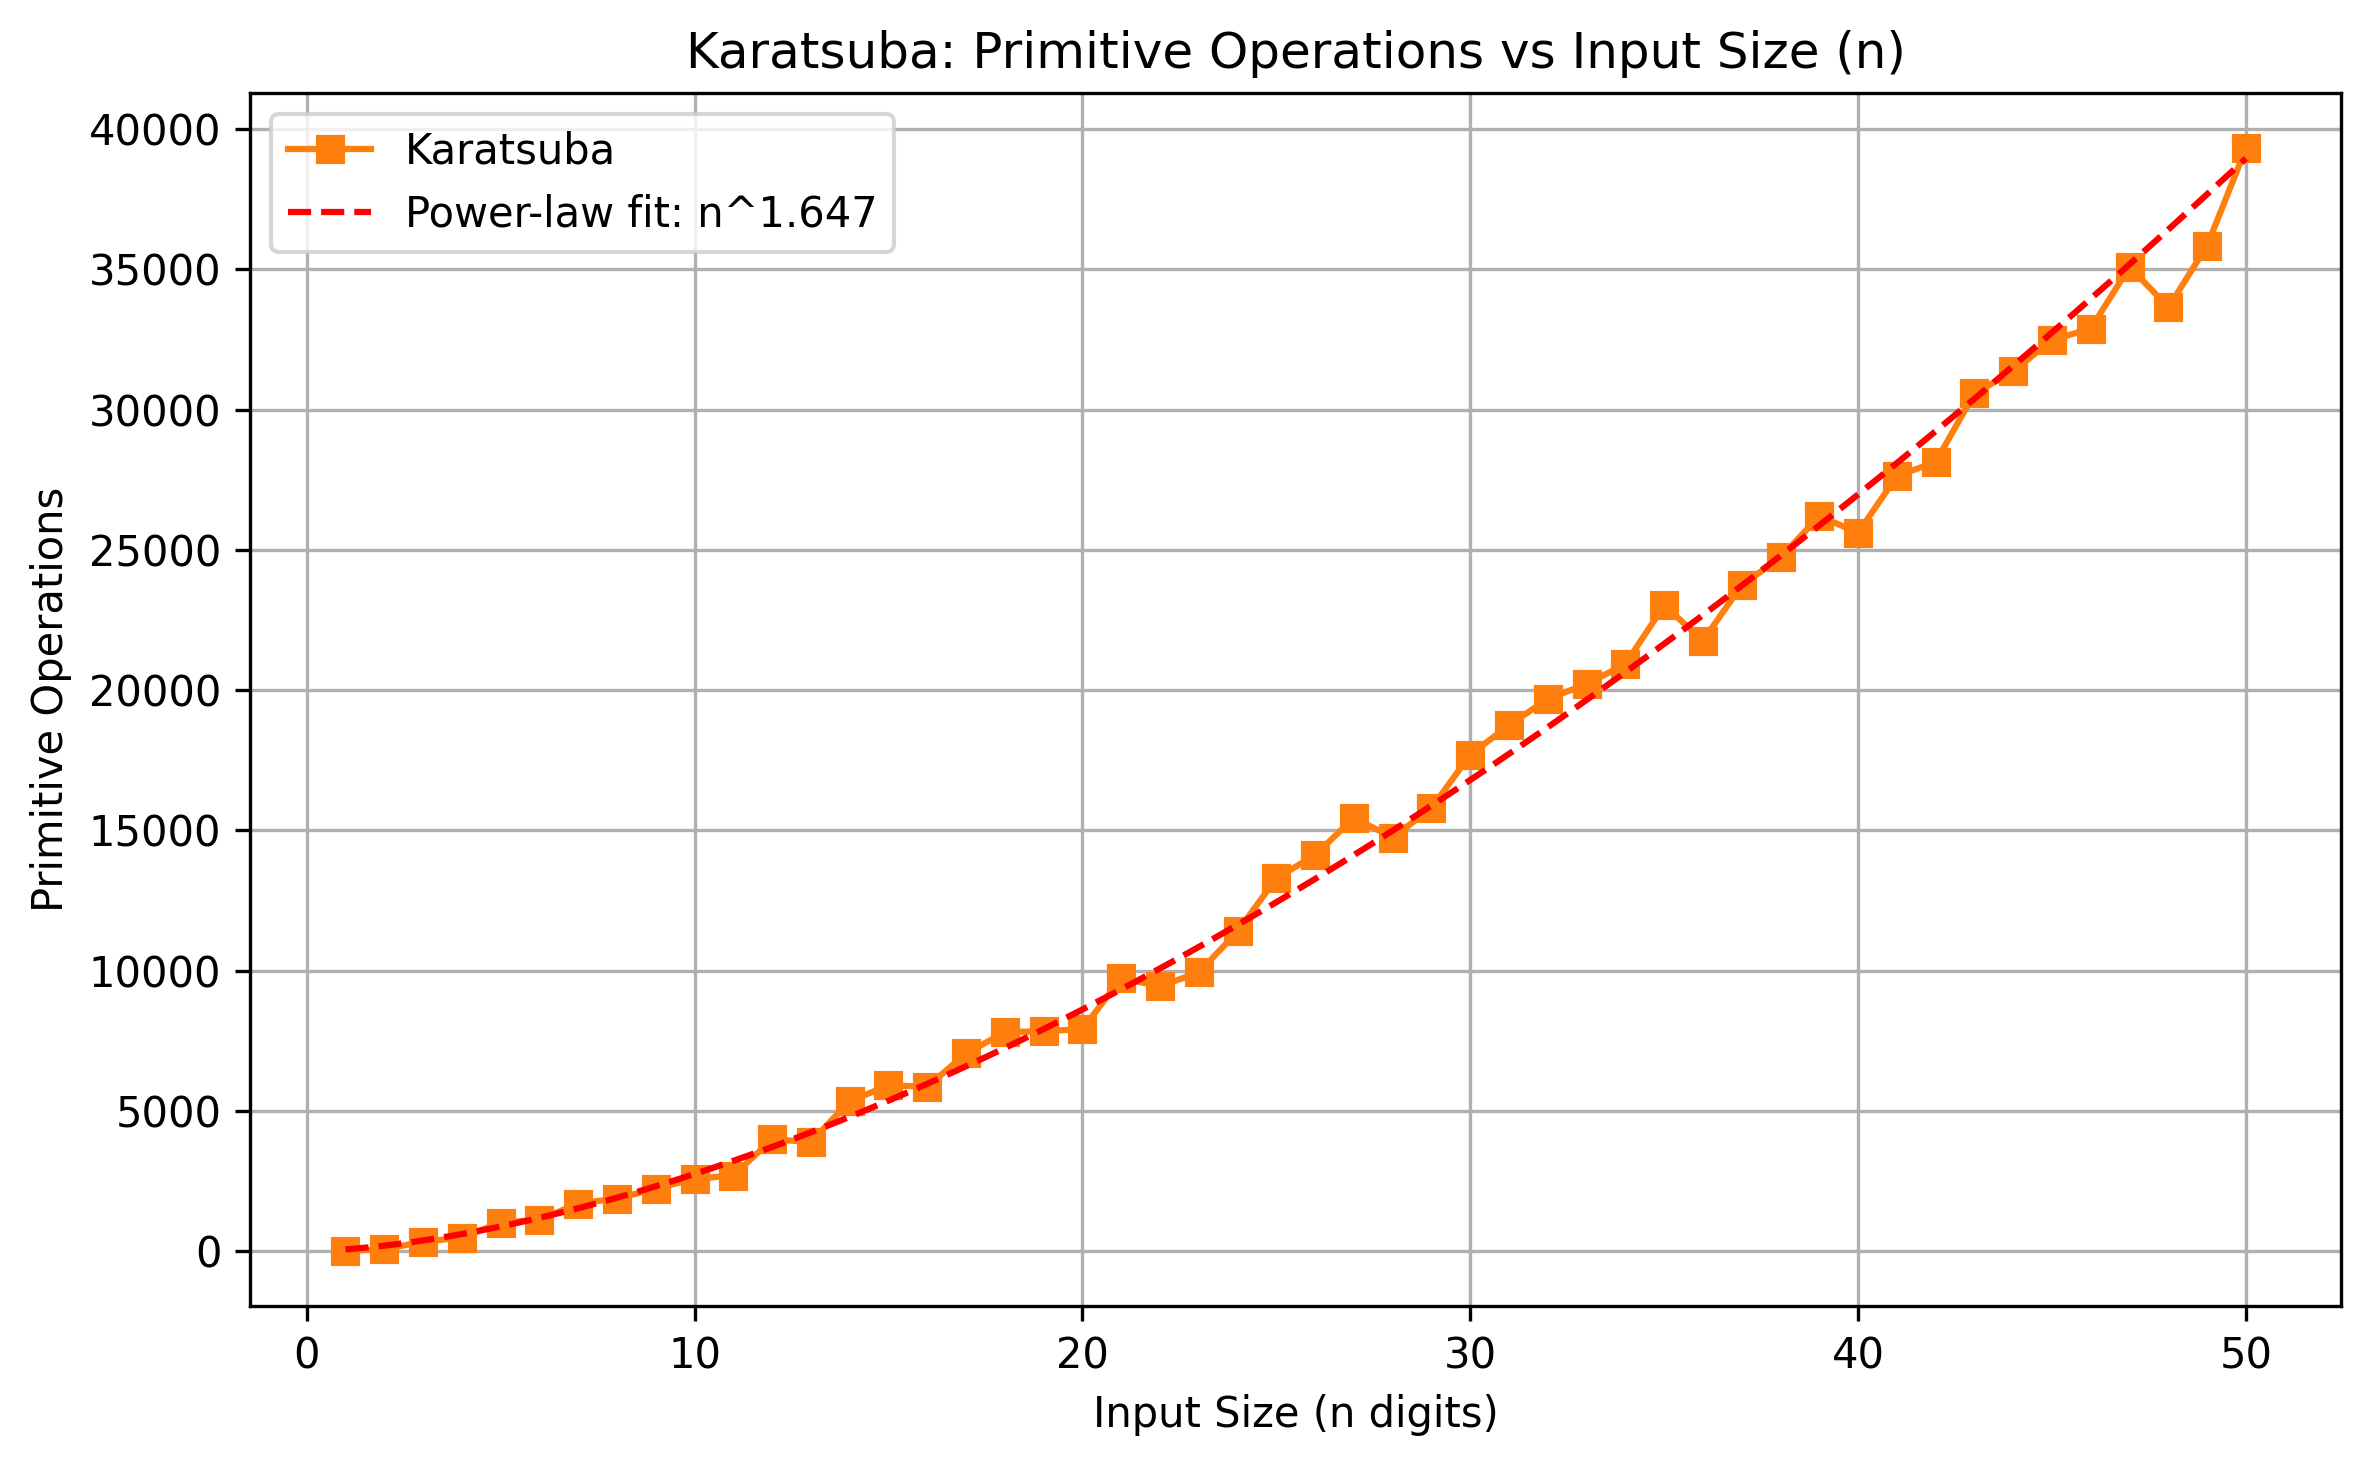 Karatsuba: Primitive Operations vs Input Size (n)
Karatsuba
Power-law fit: n^1.647
Primitive Operations
40000
35000
30000
25000
20000
15000
10000
5000
0
0 10 20 30 40 50
Input Size (n digits)